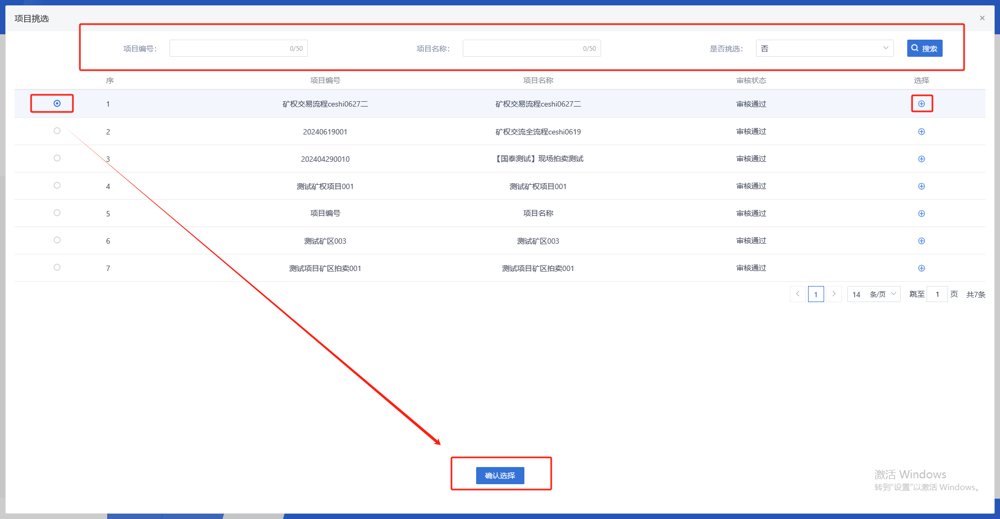 项目挑选
项目编号： 0/50 项目名称： 0/50 是否挑选： 否 搜索
序 项目编号 项目名称 审核状态 选择
1 矿权交易流程ceshi0627二 矿权交易流程ceshi0627二 审核通过
2 20240619001 矿权交流全流程ceshi0619 审核通过
3 202404290010 【国泰测试】现场拍卖测试 审核通过
4 测试矿权项目001 测试矿权项目001 审核通过
5 项目编号 项目名称 审核通过
6 测试矿区003 测试矿区003 审核通过
7 测试项目矿区拍卖001 测试项目矿区拍卖001 审核通过
1 14 条/页 跳至 1 页 共7条
确认选择
激活 Windows
转到"设置"以激活 Windows。